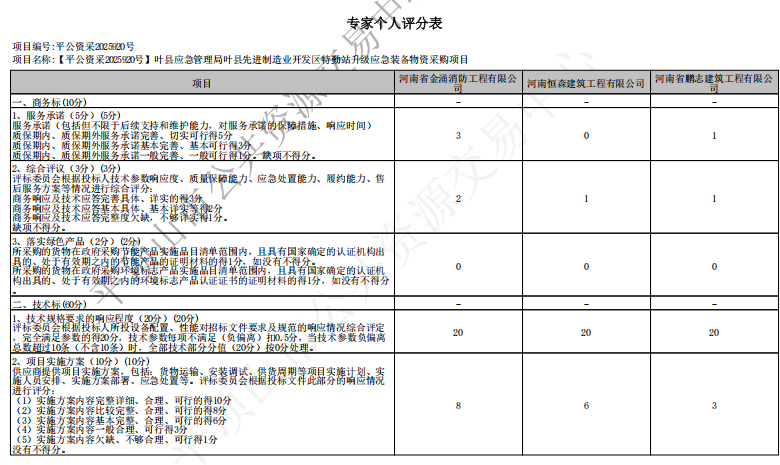 专家个人评分表
项目编号:平公资采2025920号
项目名称:【平公资采2025920号】叶县应急管理局叶县先进制造业开发区特勤站升级应急装备物资采购项目
项目
河南省金涌消防工程有限公司
河南恒森建筑工程有限公司
河南省鹏志建筑工程有限公司
一、商务标(10分)
-
-
-
1、服务承诺（5分）(5分)
服务承诺（包括但不限于后续支持和维护能力，对服务承诺的保障措施、响应时间）
质保期内、质保期外服务承诺完善、切实可行得5分
质保期内、质保期外服务承诺基本完善、基本可行得3分
质保期内、质保期外服务承诺一般完善、一般可行得1分。缺项不得分。
3
0
1
2、综合评议（3分）(3分)
评标委员会根据投标人技术参数响应度、质量保障能力、应急处置能力、履约能力、售
后服务方案等情况进行综合评分:
商务响应及技术应答完善具体、详实的得3分
商务响应及技术应答基本具体、基本详实等得2分
商务响应及技术应答完整度欠缺，不够详实得1分。
缺项不得分。
2
1
1
3、落实绿色产品（2分）(2分)
所采购的货物在政府采购节能产品实施品目清单范围内，且具有国家确定的认证机构出
具的、处于有效期之内的节能产品的证明材料的得1分，如没有不得分。
所采购的货物在政府采购环境标志产品实施品目清单范围内，且具有国家确定的认证机
构出具的、处于有效期之内的环境标志产品认证证书的证明材料的得1分，如没有不得分
。
0
0
0
二、技术标(60分)
-
-
-
1、技术规格要求的响应程度（20分）(20分)
评标委员会根据投标人所投设备配置、性能对招标文件要求及规范的响应情况综合评定
，完全满足参数的得20分，技术参数每项不满足（负偏离）扣0.5分，当技术参数负偏离
总数超过10条（不含10条）时，全部技术部分分值（20分）按0分处理。
20
20
20
2、项目实施方案（10分）(10分)
供应商提供项目实施方案，包括：货物运输、安装调试、供货周期等项目实施计划、实
施人员安排、实施方案部署、应急处置等。评标委员会根据投标文件此部分的响应情况
进行评分:
（1）实施方案内容完整详细、合理、可行的得10分
（2）实施方案内容比较完整、合理、可行的得8分
（3）实施方案内容基本完整、合理、可行的得6分
（4）实施方案内容一般合理、可行得3分
（5）实施方案内容欠缺、不够合理、可行得1分
没有不得分。
8
6
3